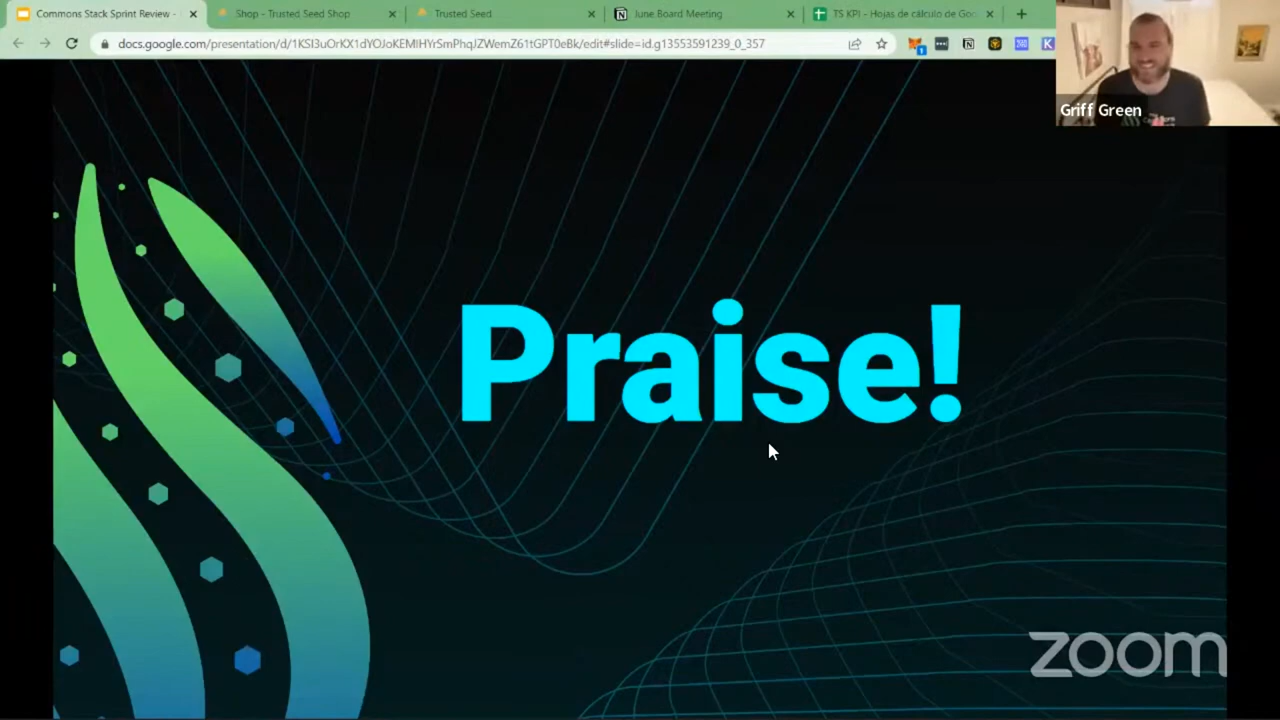 Commons Stack Sprint Review -
Shop - Trusted Seed Shop
Trusted Seed
June Board Meeting
TS KPI - Hojas de cálculo de Goo
docs.google.com/presentation/d/1KSI3uOrKX1dYOJoKEMIHYrSmPhqJZWemZ61tGPT0eBk/edit#slide=id.g13553591239_0_357
Griff Green
Praise!
zoom